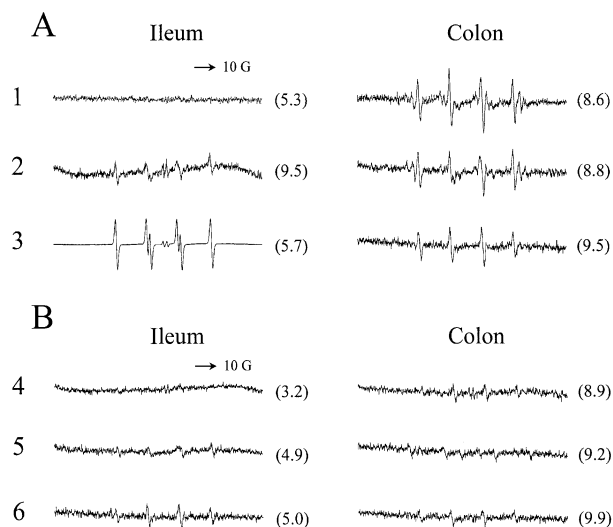 A
Ileum Colon
→ 10 G
1 (5.3) (8.6)
2 (9.5) (8.8)
3 (5.7) (9.5)
B
Ileum Colon
→ 10 G
4 (3.2) (8.9)
5 (4.9) (9.2)
6 (5.0) (9.9)